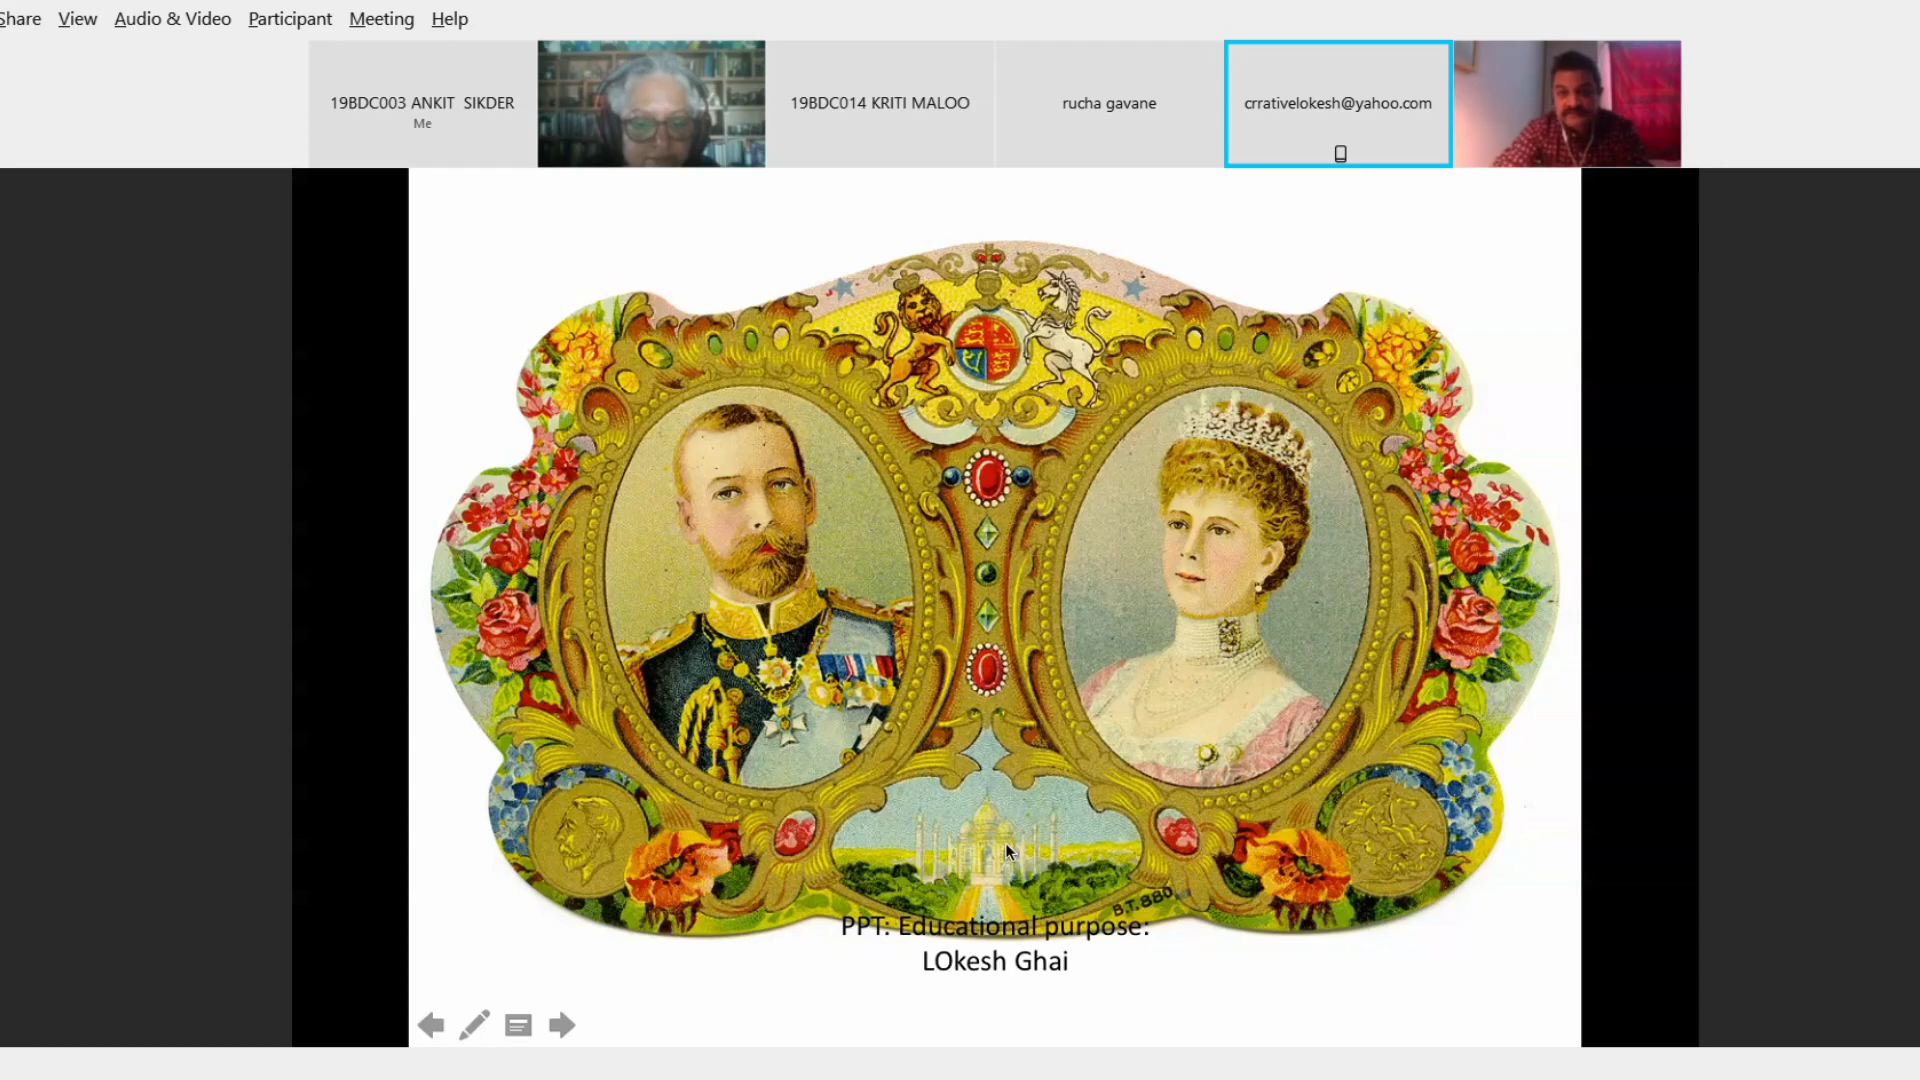 Share View Audio & Video Participant Meeting Help
19BDC003 ANKIT SIKDER
Me
19BDC014 KRITI MALOO
rucha gavane
crrativelokesh@yahoo.com
B.T.880.
PPT: Educational purpose:
LOkesh Ghai